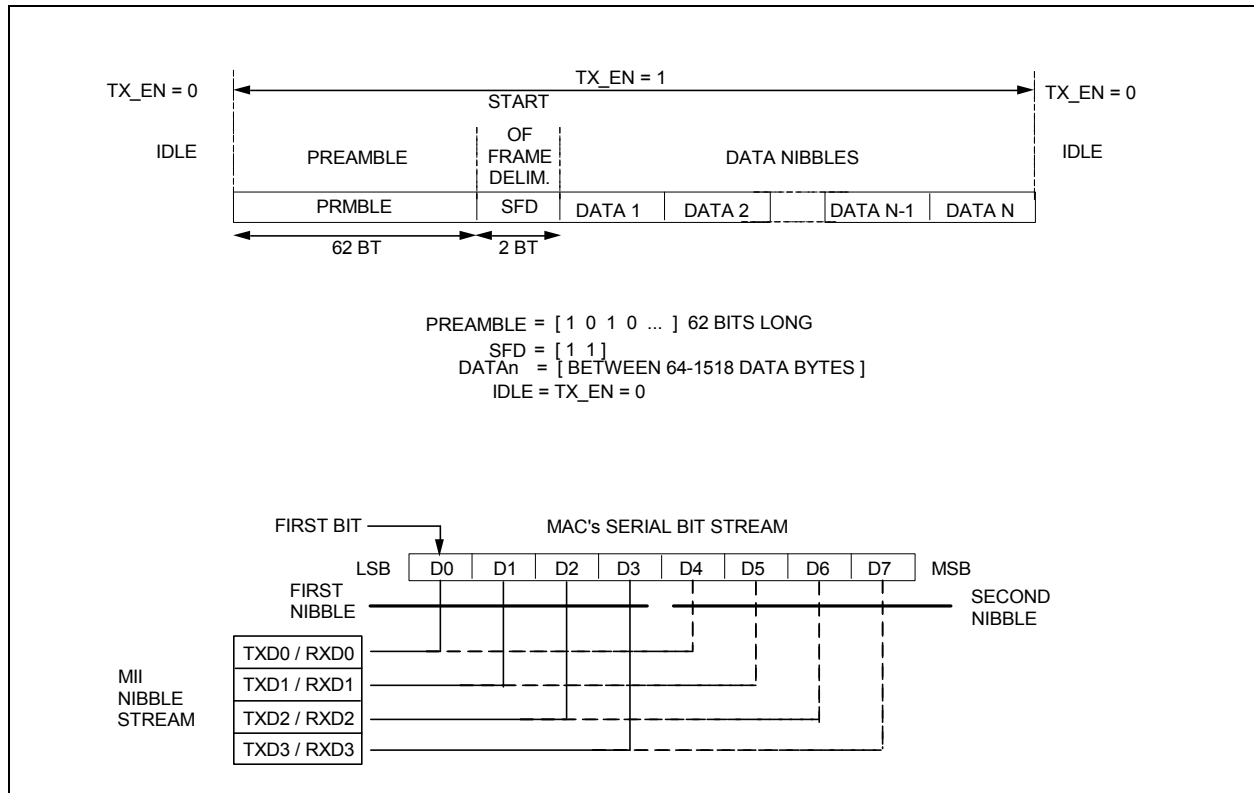 TX_EN = 0
TX_EN = 1
TX_EN = 0
IDLE
PREAMBLE
START
OF
FRAME
DELIM.
DATA NIBBLES
IDLE
PRMBLE SFD DATA 1 DATA 2 DATA N-1 DATA N
62 BT 2 BT
PREAMBLE = [ 1 0 1 0 ... ] 62 BITS LONG
SFD = [ 1 1 ]
DATAn = [ BETWEEN 64-1518 DATA BYTES ]
IDLE = TX_EN = 0
FIRST BIT
MAC's SERIAL BIT STREAM
LSB D0 D1 D2 D3 D4 D5 D6 D7 MSB
FIRST
NIBBLE
SECOND
NIBBLE
MII
NIBBLE
STREAM
TXD0 / RXD0
TXD1 / RXD1
TXD2 / RXD2
TXD3 / RXD3